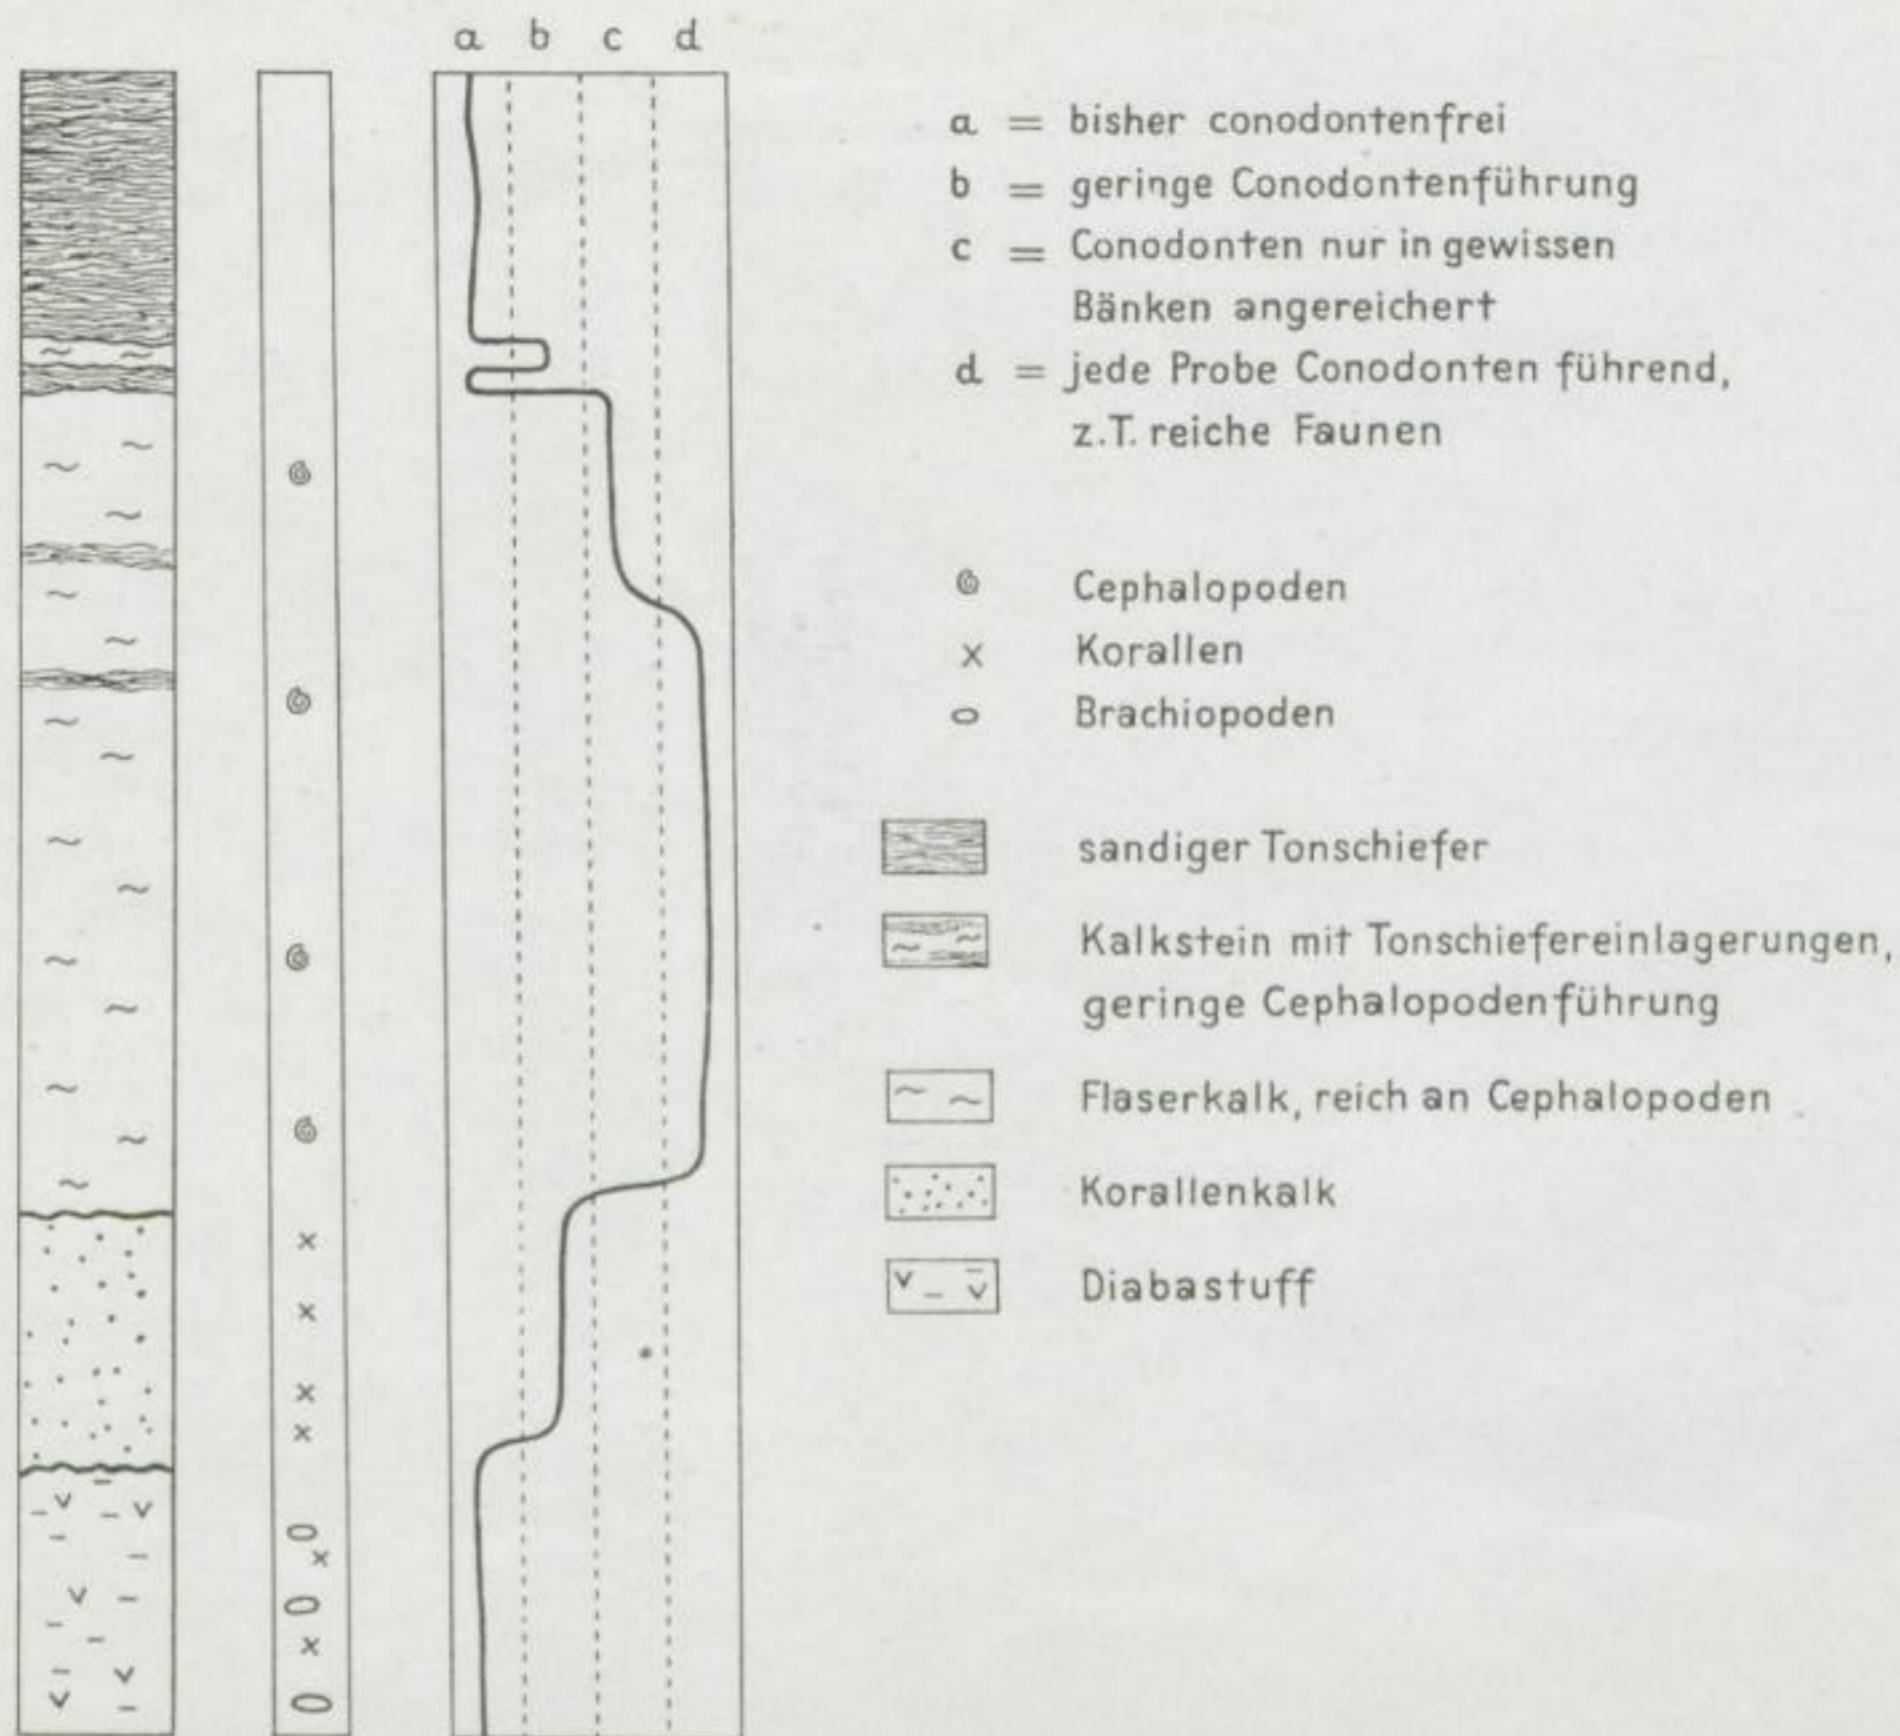 a b c d
a = bisher conodontenfrei
b = geringe Conodontenführung
c = Conodonten nur in gewissen
Bänken angereichert
d = jede Probe Conodonten führend,
z.T. reiche Faunen
Cephalopoden
x Korallen
Brachiopoden
sandiger Tonschiefer
Kalkstein mit Tonschiefereinlagerungen,
geringe Cephalopodenführung
Flaserkalk, reich an Cephalopoden
Korallenkalk
Diabastuff